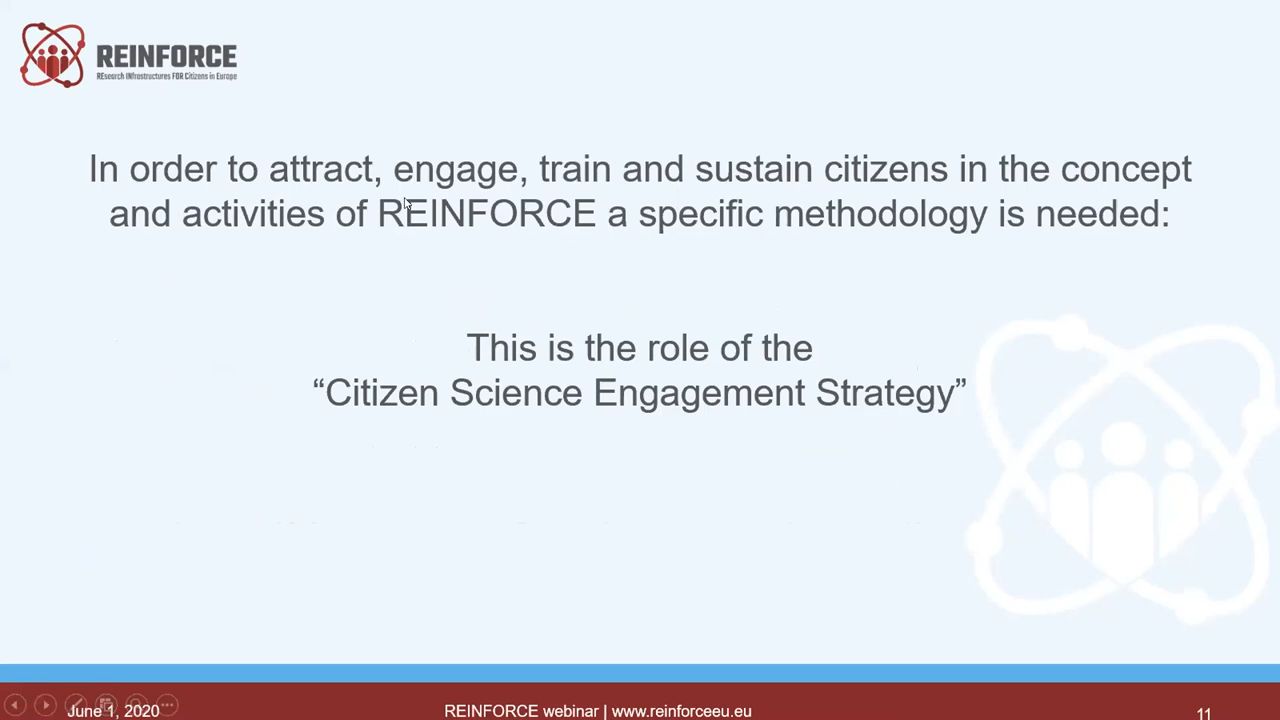 REINFORCE
REsearch INfrastructures FOR Citizens in Europe
In order to attract, engage, train and sustain citizens in the concept
and activities of REINFORCE a specific methodology is needed:
This is the role of the
“Citizen Science Engagement Strategy”
June 1, 2020
REINFORCE webinar | www.reinforceeu.eu
11